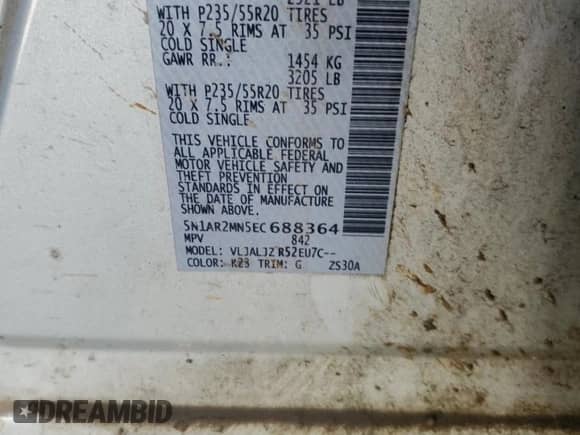 WITH P235/55R20 TIRES
20 X 7.5 RIMS AT 35 PSI
COLD SINGLE
GAWR RR.: 1454 KG
3205 LB
WITH P235/55R20 TIRES
20 X 7.5 RIMS AT 35 PSI
COLD SINGLE
THIS VEHICLE CONFORMS TO
ALL APPLICABLE FEDERAL
MOTOR VEHICLE SAFETY AND
THEFT PREVENTION
STANDARDS IN EFFECT ON
THE DATE OF MANUFACTURE
SHOWN ABOVE.
5N1AR2MN5EC688364
MPV 842
MODEL: VLJALJZ R52EU7C--
COLOR: K23 TRIM: G 2S30A
DREAMBID